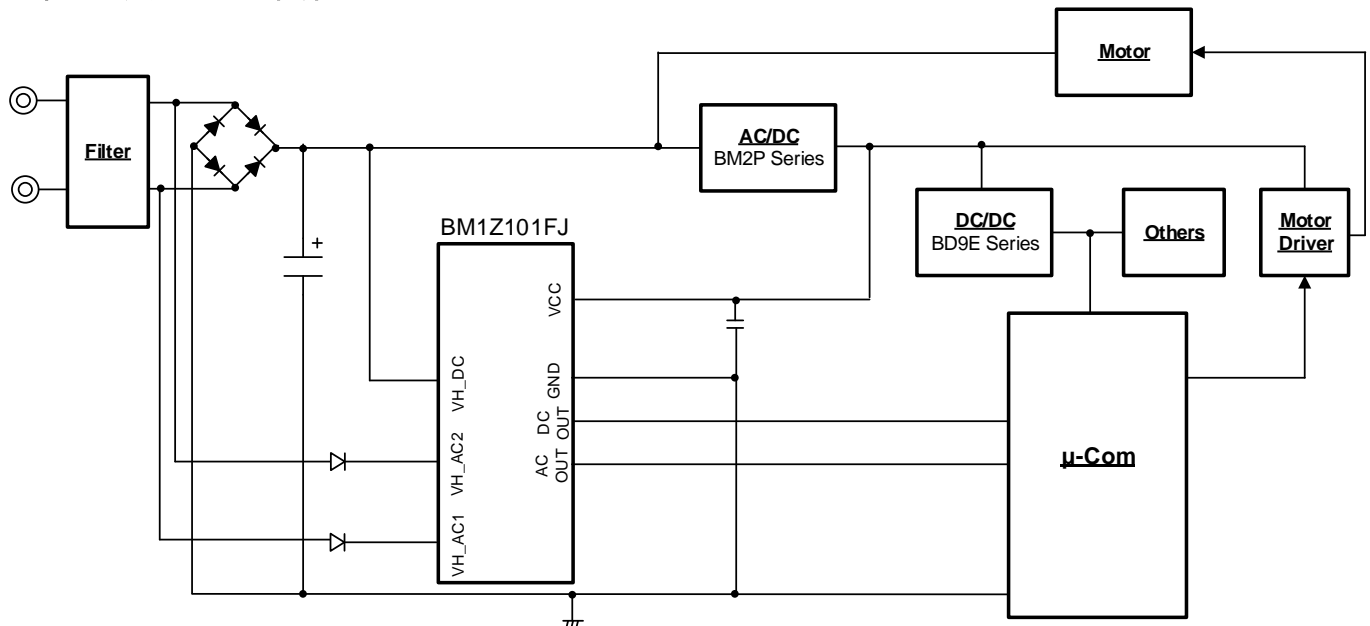 Motor
Filter
AC/DC
BM2P Series
BM1Z101FJ
DC/DC
BD9E Series
Others
Motor
Driver
+
VCC
GND
DC
OUT
AC
OUT
VH_DC
VH_AC2
VH_AC1
μ-Com